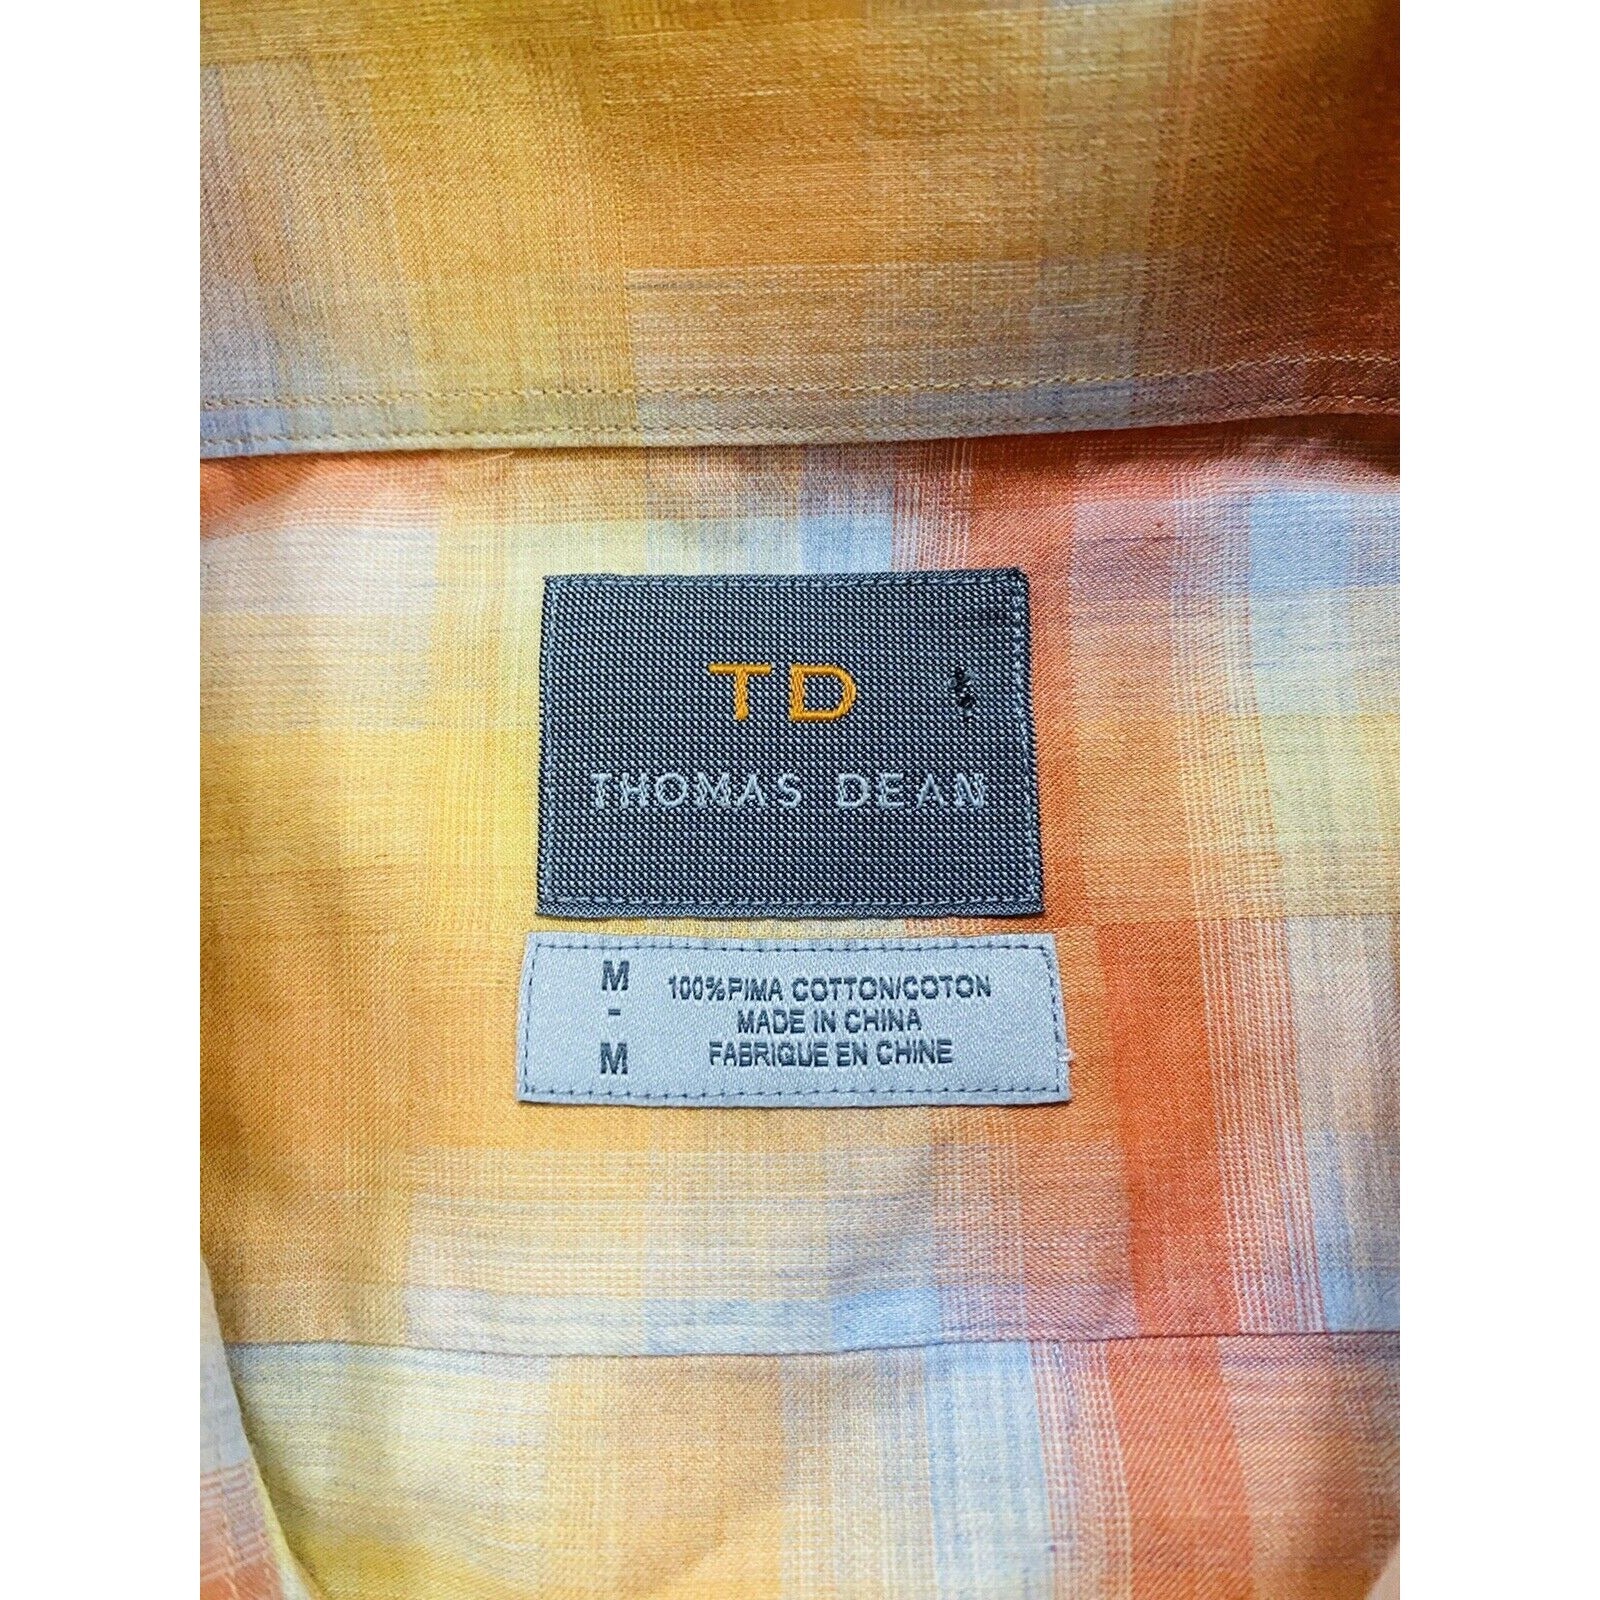 TD
THOMAS DEAN
M 100%PIMA COTTON/COTON
- MADE IN CHINA
M FABRIQUE EN CHINE